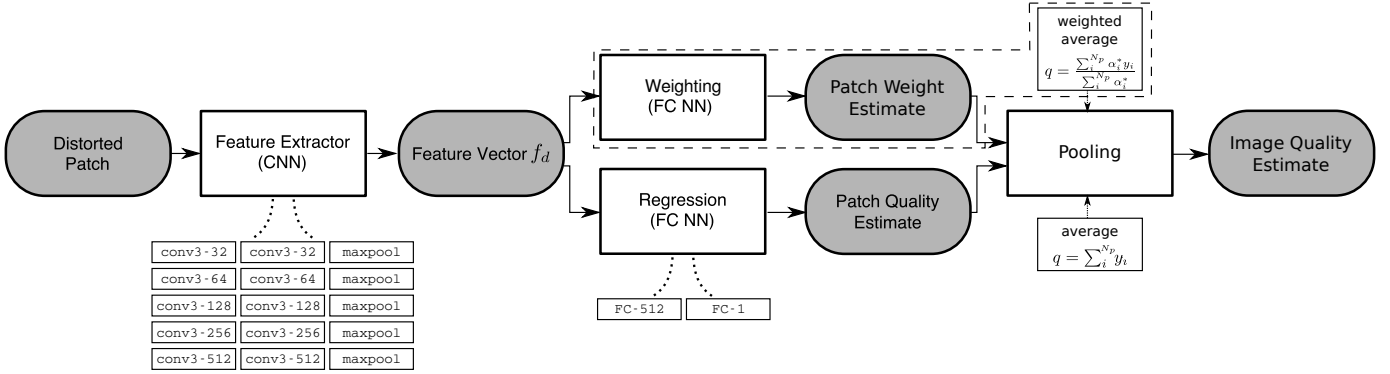 weighted
average
q = \frac{\sum_i^{N_p} \alpha_i^* y_i}{\sum_i^{N_p} \alpha_i^*}
Distorted
Patch
Feature Extractor
(CNN)
Feature Vector f_d
Weighting
(FC NN)
Patch Weight
Estimate
Regression
(FC NN)
Patch Quality
Estimate
Pooling
Image Quality
Estimate
average
q = \sum_i^{N_p} y_i
conv3-32 conv3-32 maxpool
conv3-64 conv3-64 maxpool
conv3-128 conv3-128 maxpool
conv3-256 conv3-256 maxpool
conv3-512 conv3-512 maxpool
FC-512 FC-1